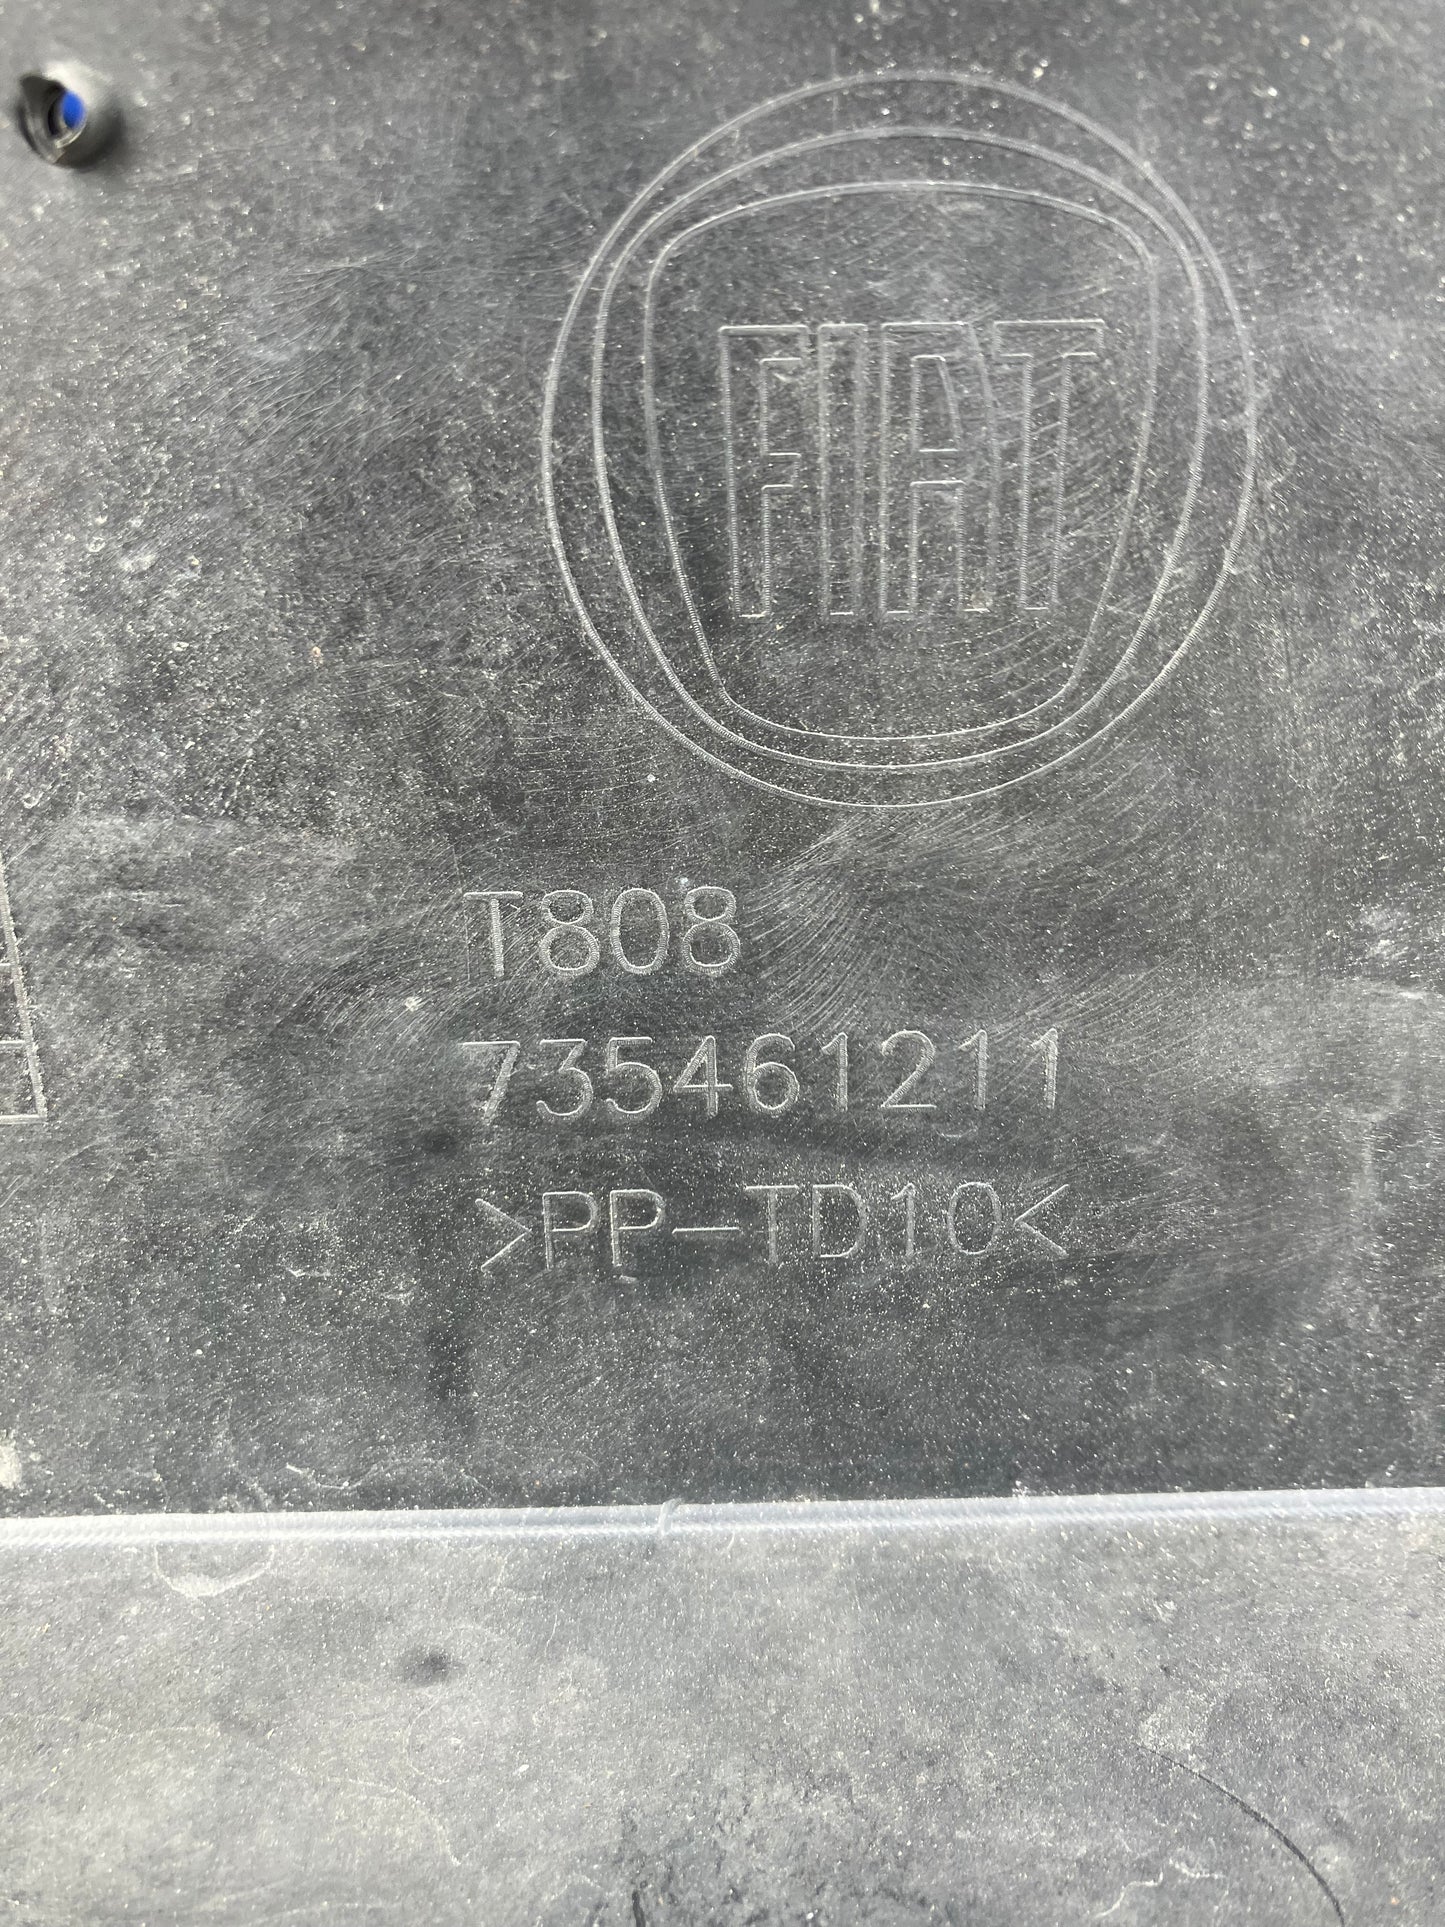 FIAT
T808
735461211
>PP-TD10<